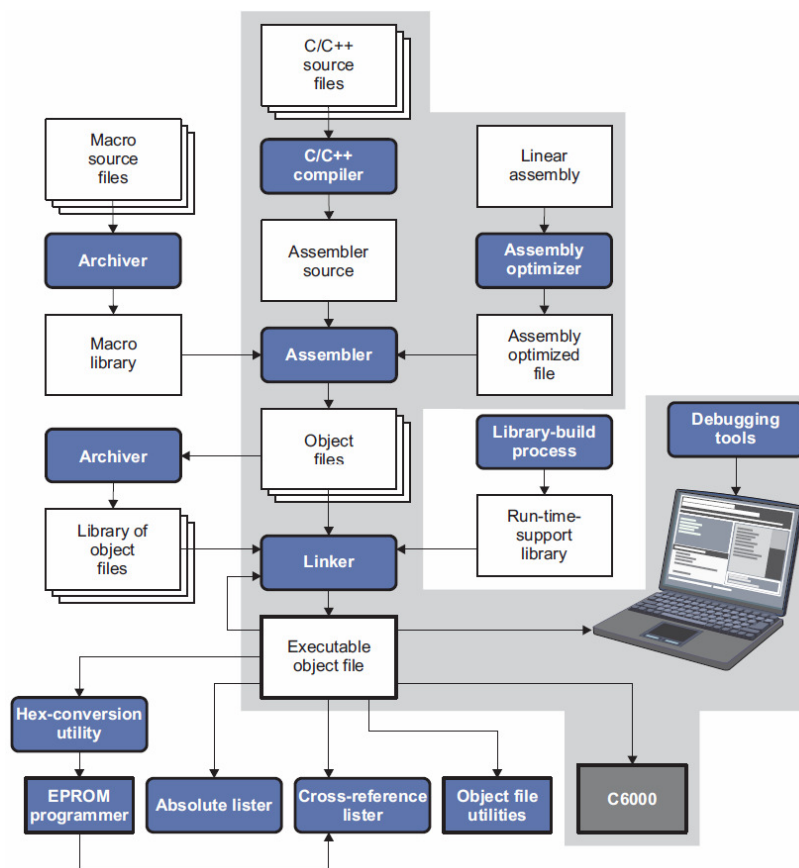 C/C++
source
files
Macro
source
files
C/C++
compiler
Linear
assembly
Archiver
Assembler
source
Assembly
optimizer
Macro
library
Assembler
Assembly
optimized
file
Archiver
Object
files
Library-build
process
Debugging
tools
Library of
object
files
Linker
Run-time-
support
library
Executable
object file
Hex-conversion
utility
EPROM
programmer
Absolute lister
Cross-reference
lister
Object file
utilities
C6000